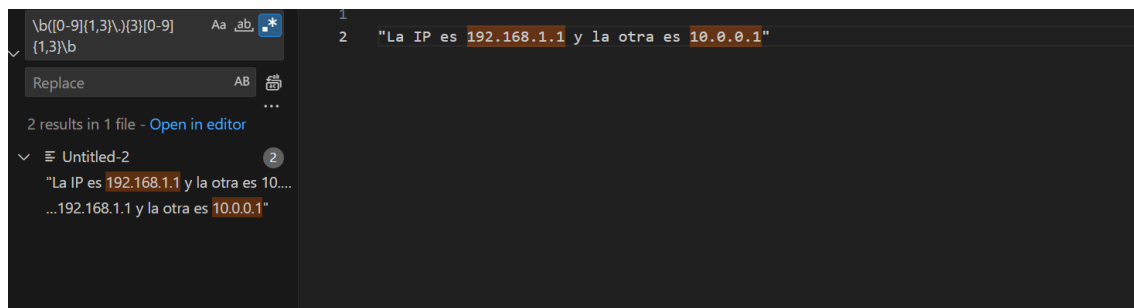 \b([0-9]{1,3}\.){3}[0-9]
{1,3}\b
Aa ab .*
Replace
AB
...
2 results in 1 file - Open in editor
Untitled-2
2
"La IP es 192.168.1.1 y la otra es 10....
...192.168.1.1 y la otra es 10.0.0.1"
1
2 "La IP es 192.168.1.1 y la otra es 10.0.0.1"